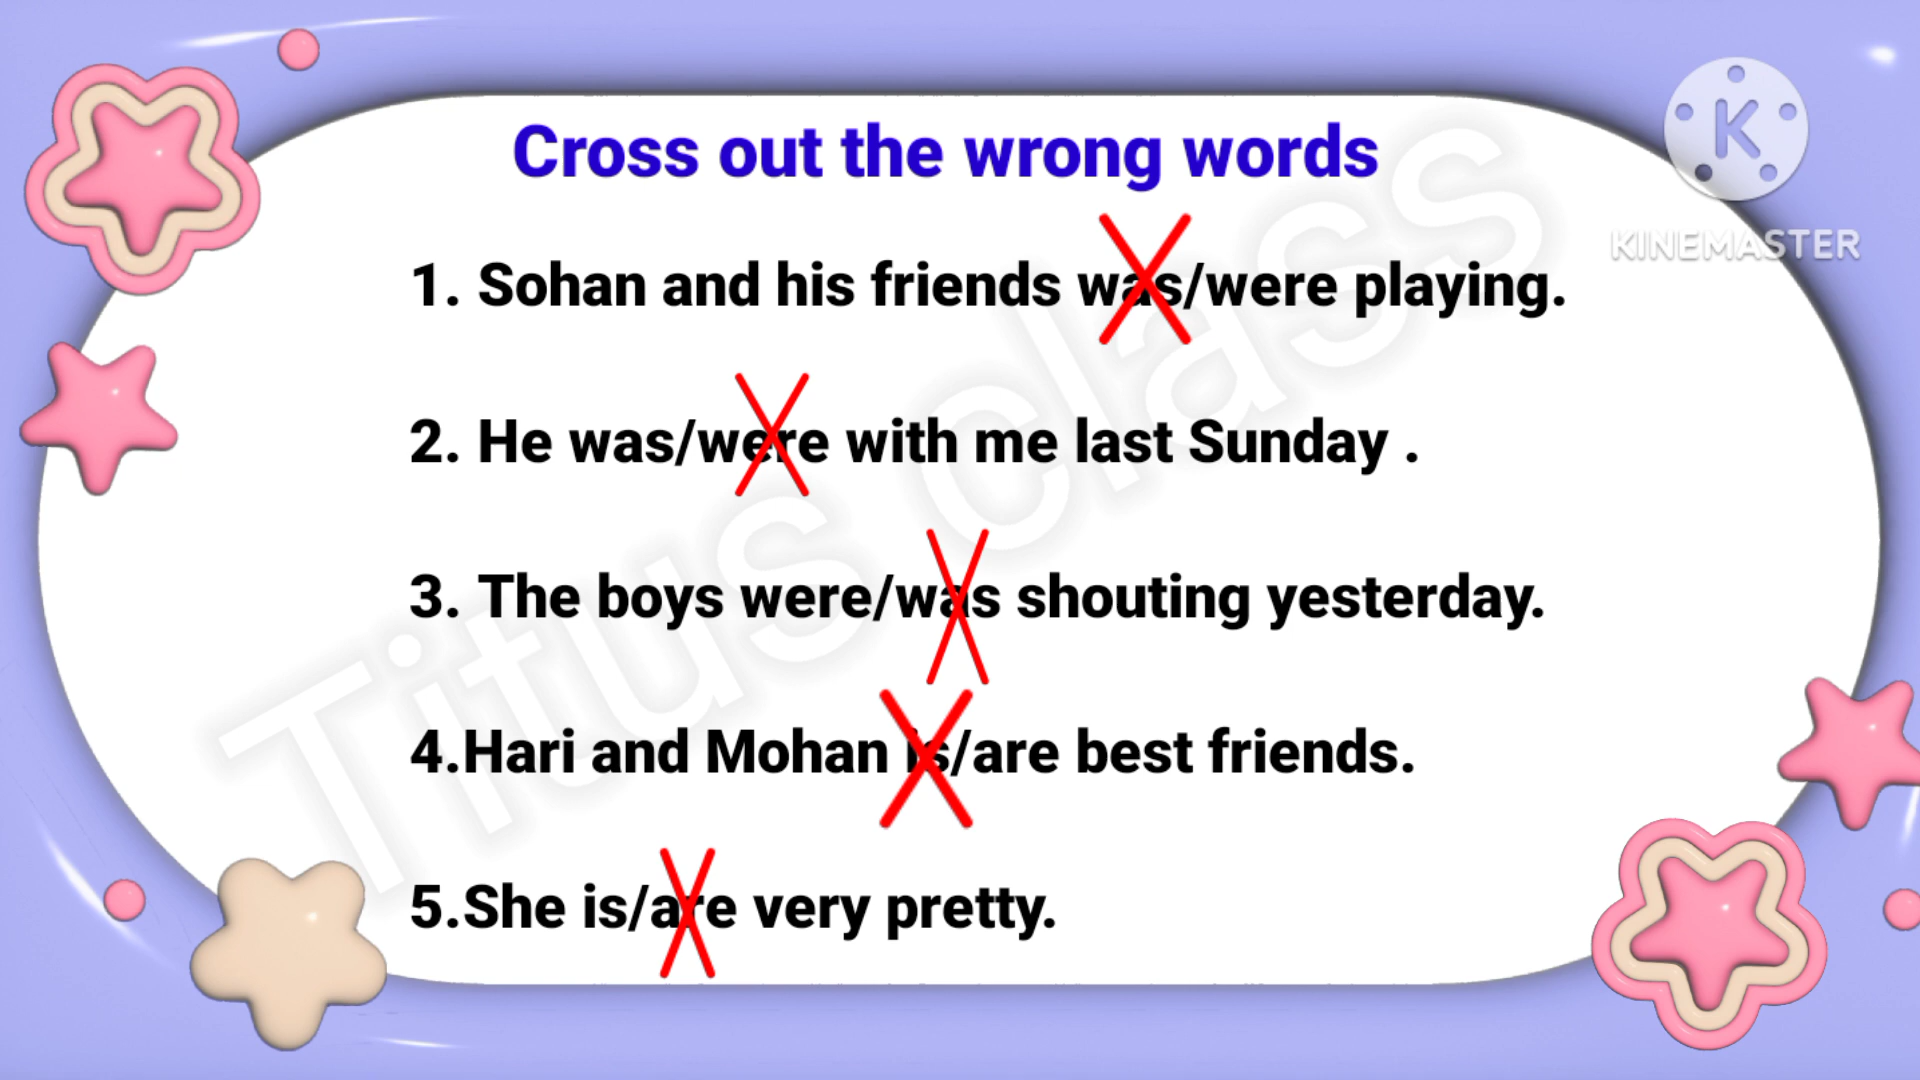 Cross out the wrong words
K
KINEMASTER
1. Sohan and his friends was/were playing.
2. He was/were with me last Sunday .
3. The boys were/was shouting yesterday.
4.Hari and Mohan is/are best friends.
5.She is/are very pretty.
Titus class